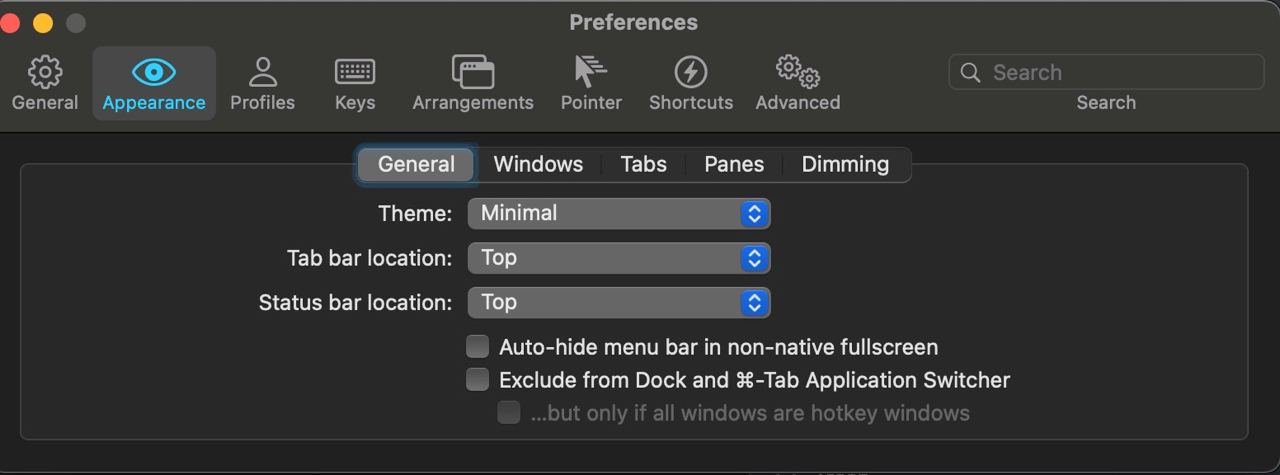 Preferences
General Appearance Profiles Keys Arrangements Pointer Shortcuts Advanced Search
Search
General Windows Tabs Panes Dimming
Theme: Minimal
Tab bar location: Top
Status bar location: Top
Auto-hide menu bar in non-native fullscreen
Exclude from Dock and ⌘-Tab Application Switcher
...but only if all windows are hotkey windows